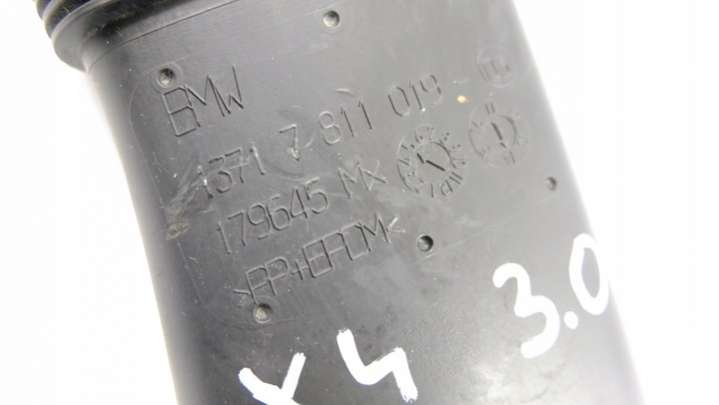 BMW
1371 7 811 019
179645 Mx
>PP+EPDM<
X4 3.0